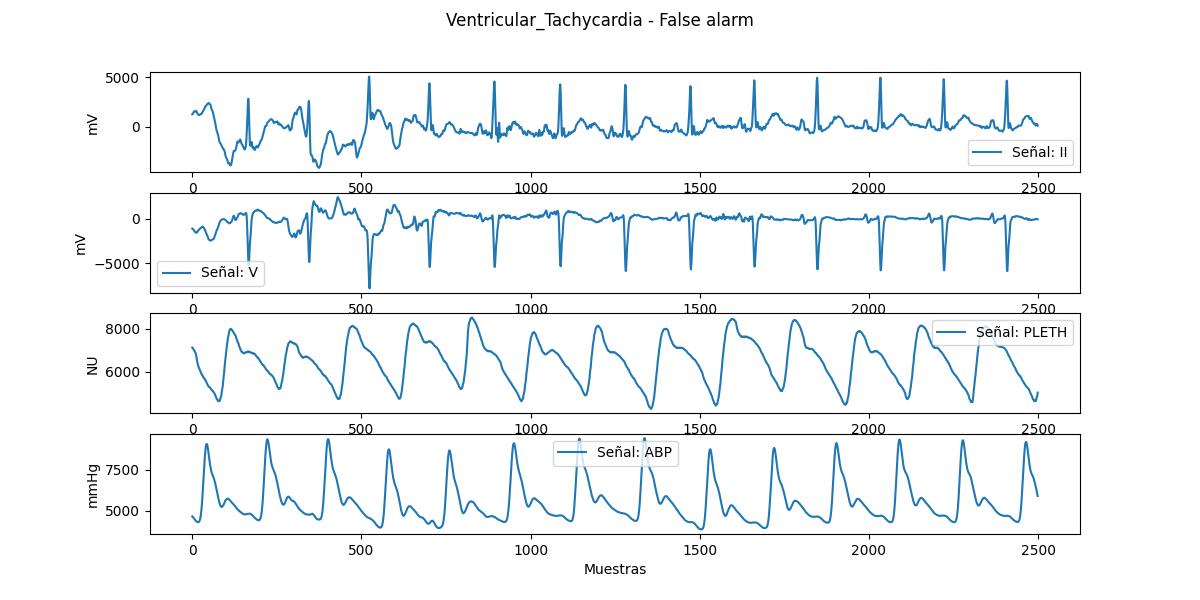 Ventricular_Tachycardia - False alarm
5000
0
mV
Señal: II
0 500 1000 1500 2000 2500
0
−5000
mV
Señal: V
0 500 1000 1500 2000 2500
8000
6000
NU
Señal: PLETH
0 500 1000 1500 2000 2500
7500
5000
mmHg
Señal: ABP
0 500 1000 1500 2000 2500
Muestras